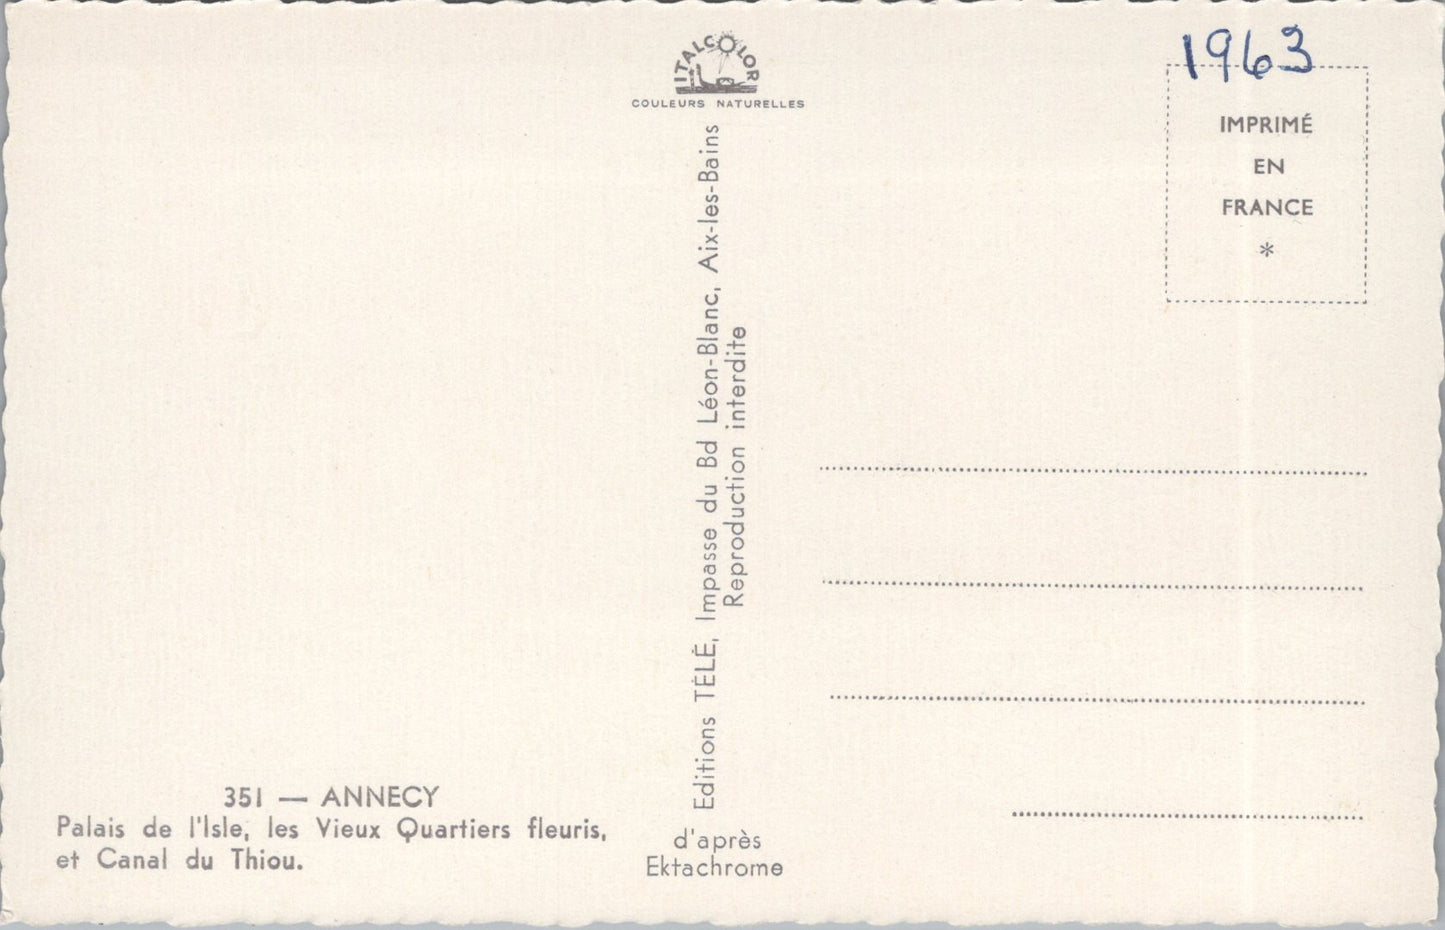 ITALCOLOR
COULEURS NATURELLES
1963
IMPRIMÉ
EN
FRANCE
*
Editions TÉLÉ, Impasse du Bd Léon-Blanc, Aix-les-Bains
Reproduction interdite
351 — ANNECY
Palais de l'Isle, les Vieux Quartiers fleuris,
et Canal du Thiou.
d'après
Ektachrome